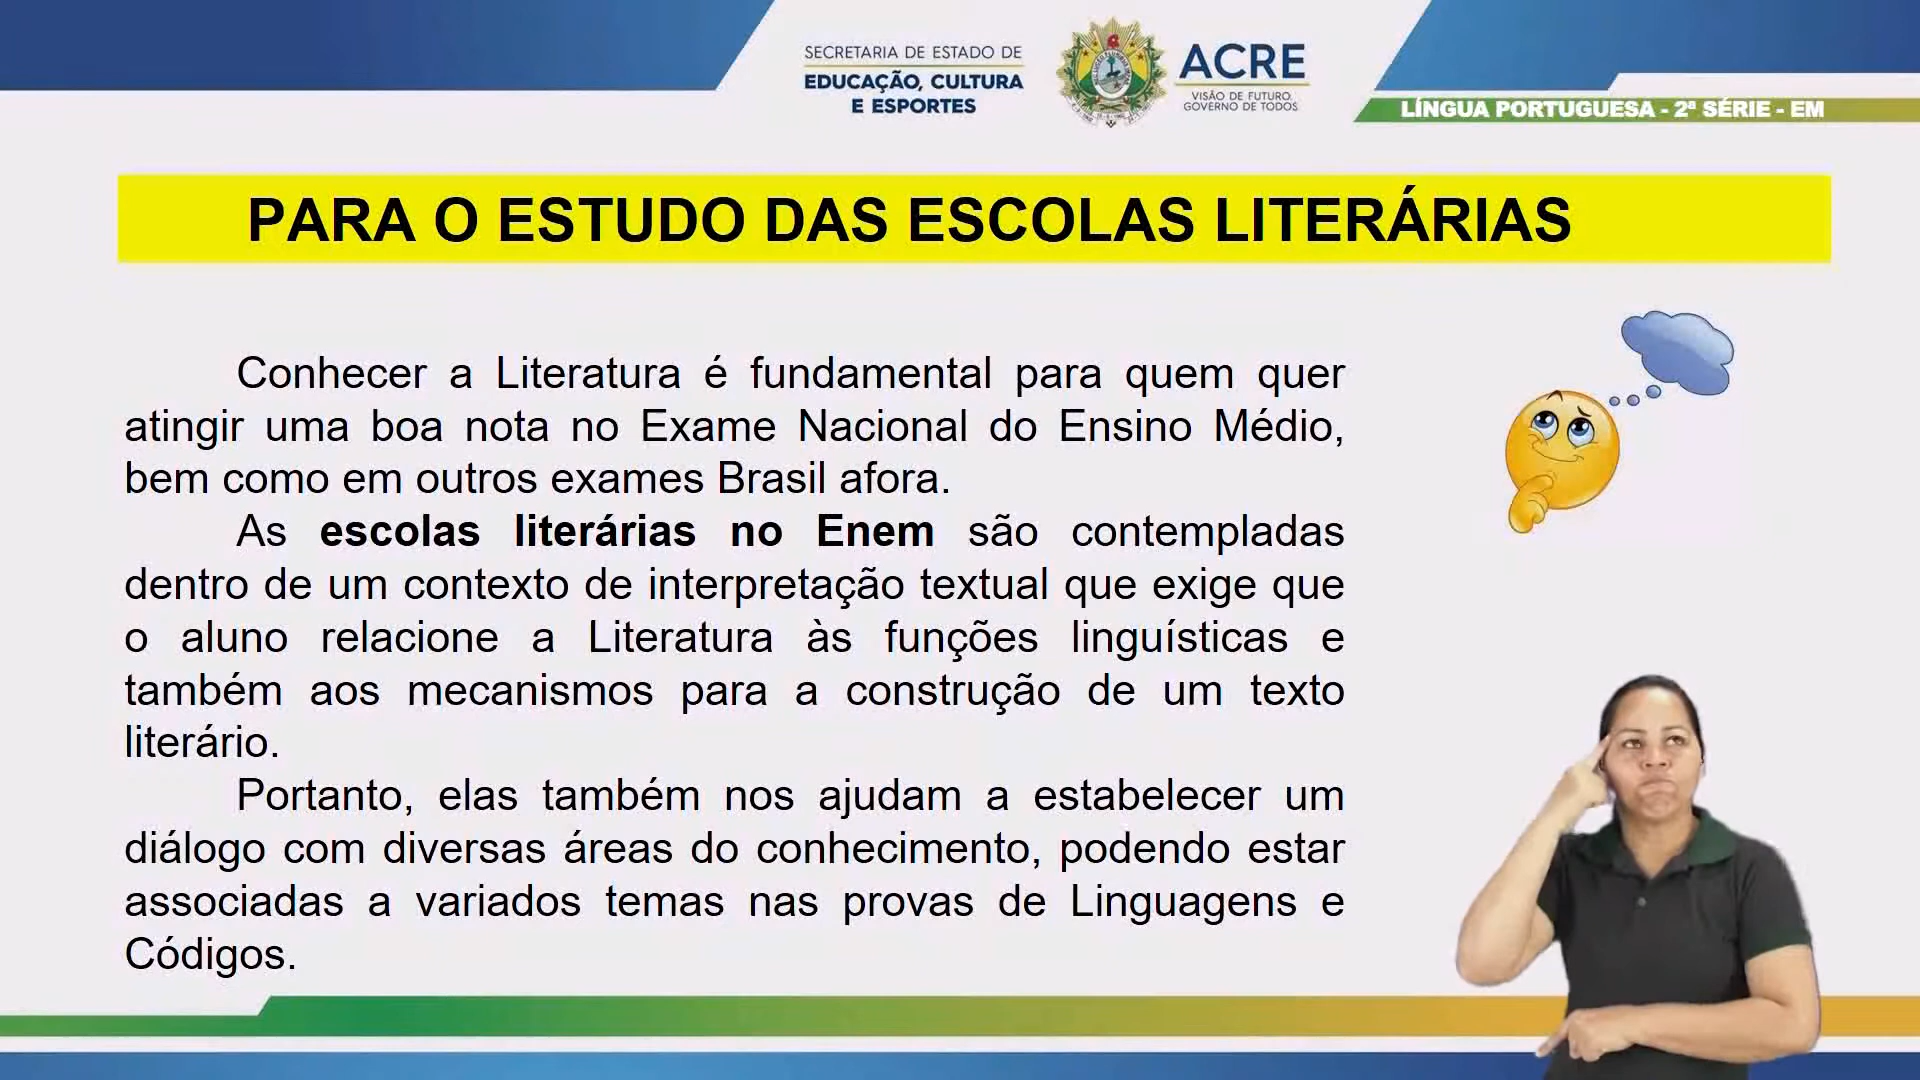 SECRETARIA DE ESTADO DE
EDUCAÇÃO, CULTURA
E ESPORTES
ACRE
VISÃO DE FUTURO.
GOVERNO DE TODOS.
LÍNGUA PORTUGUESA - 2ª SÉRIE - EM
PARA O ESTUDO DAS ESCOLAS LITERÁRIAS
Conhecer a Literatura é fundamental para quem quer
atingir uma boa nota no Exame Nacional do Ensino Médio,
bem como em outros exames Brasil afora.
As escolas literárias no Enem são contempladas
dentro de um contexto de interpretação textual que exige que
o aluno relacione a Literatura às funções linguísticas e
também aos mecanismos para a construção de um texto
literário.
Portanto, elas também nos ajudam a estabelecer um
diálogo com diversas áreas do conhecimento, podendo estar
associadas a variados temas nas provas de Linguagens e
Códigos.